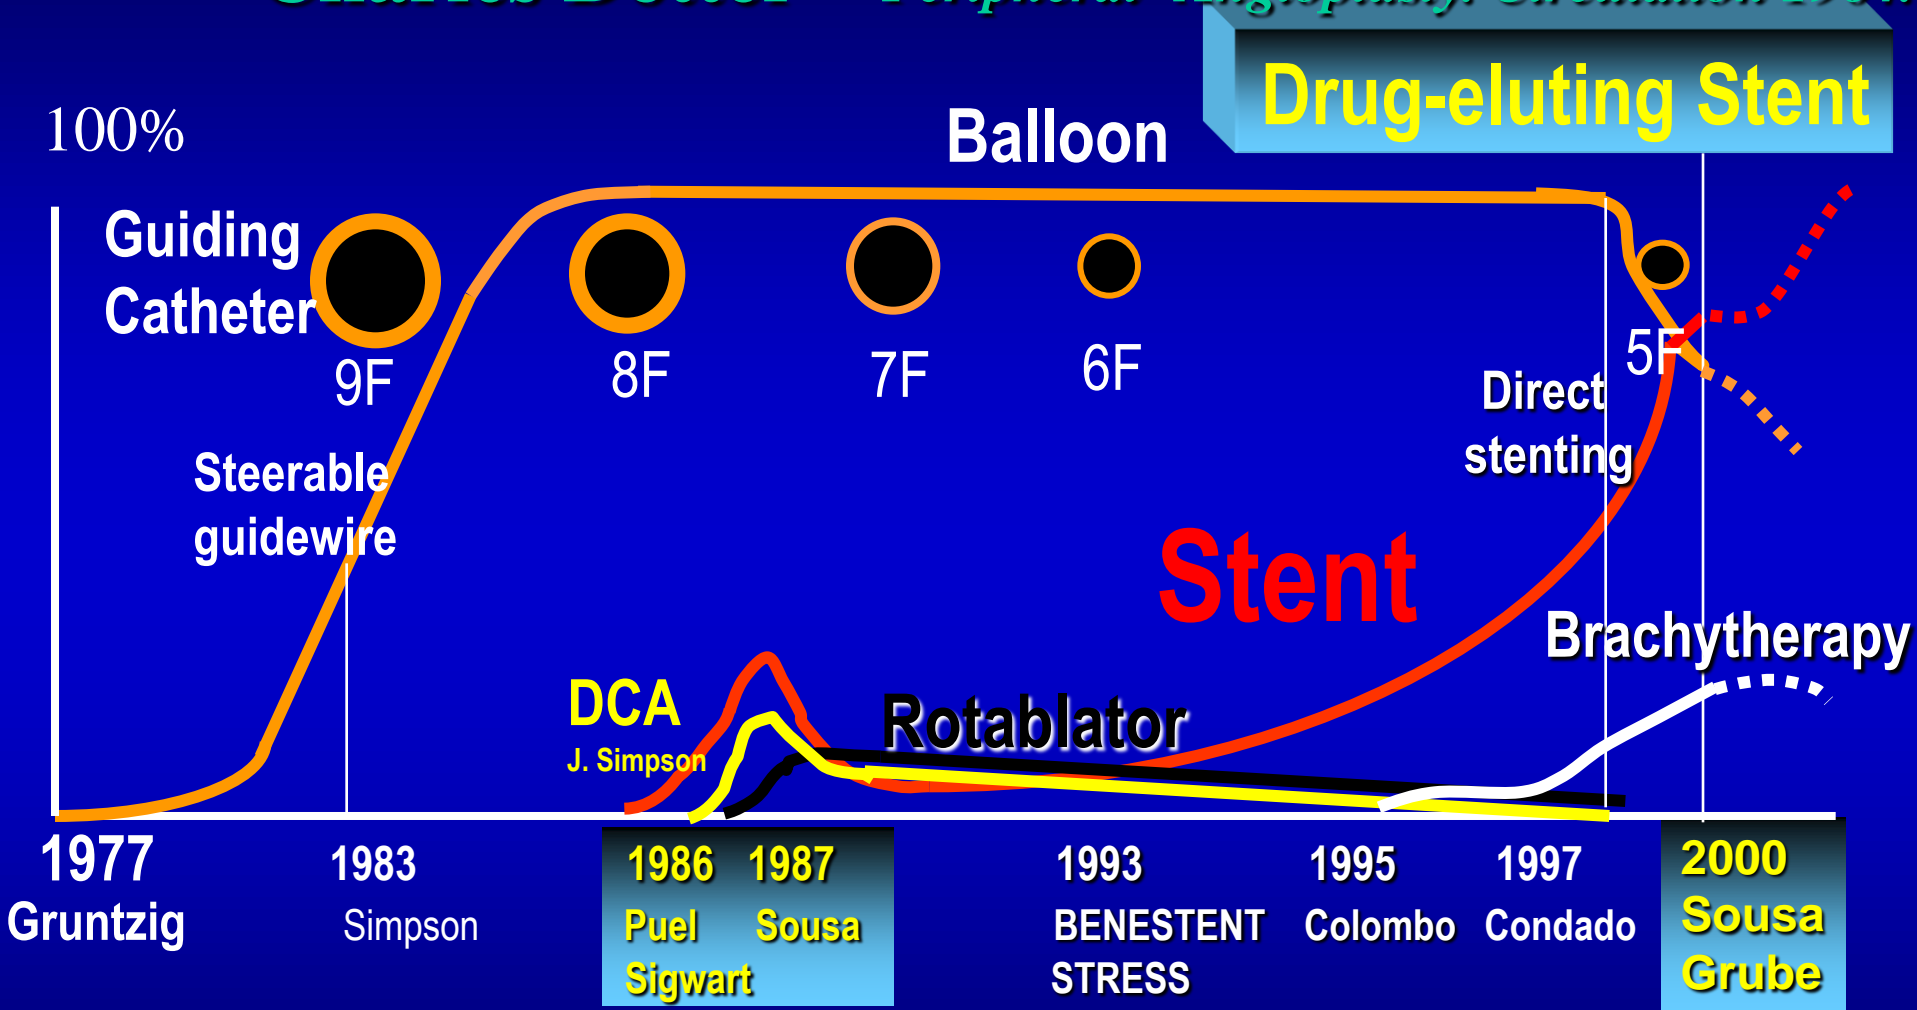 Drug-eluting Stent
100%
Balloon
Guiding
Catheter
9F
8F
7F
6F
5F
Direct
stenting
Steerable
guidewire
Stent
Brachytherapy
DCA
J. Simpson
Rotablator
1977
Gruntzig
1983
Simpson
1986 1987
Puel Sousa
Sigwart
1993
BENESTENT
STRESS
1995
Colombo
1997
Condado
2000
Sousa
Grube